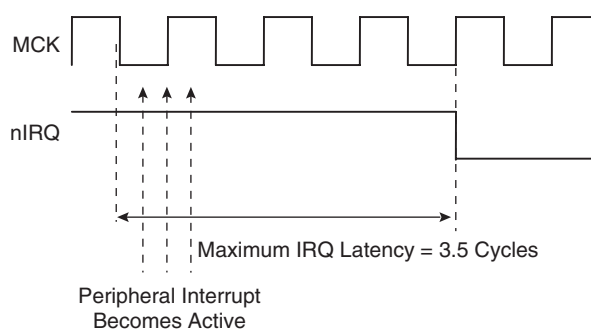 MCK
nIRQ
Maximum IRQ Latency = 3.5 Cycles
Peripheral Interrupt
Becomes Active